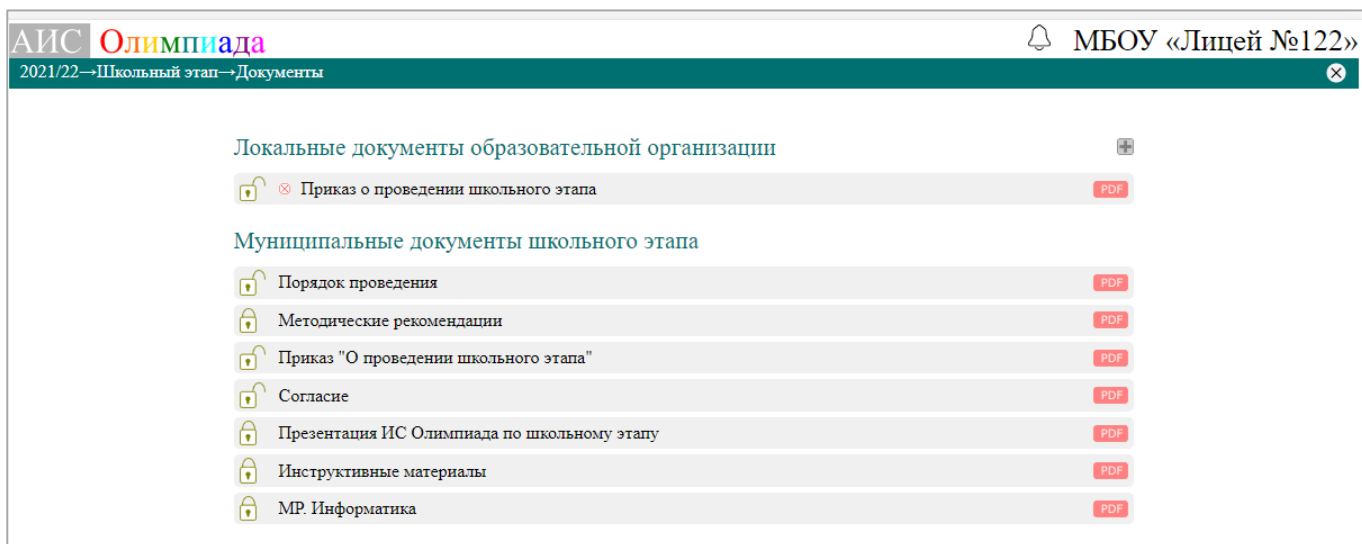 АИС Олимпиада МБОУ «Лицей №122»
2021/22→Школьный этап→Документы
Локальные документы образовательной организации
Приказ о проведении школьного этапа PDF
Муниципальные документы школьного этапа
Порядок проведения PDF
Методические рекомендации PDF
Приказ "О проведении школьного этапа" PDF
Согласие PDF
Презентация ИС Олимпиада по школьному этапу PDF
Инструктивные материалы PDF
МР. Информатика PDF